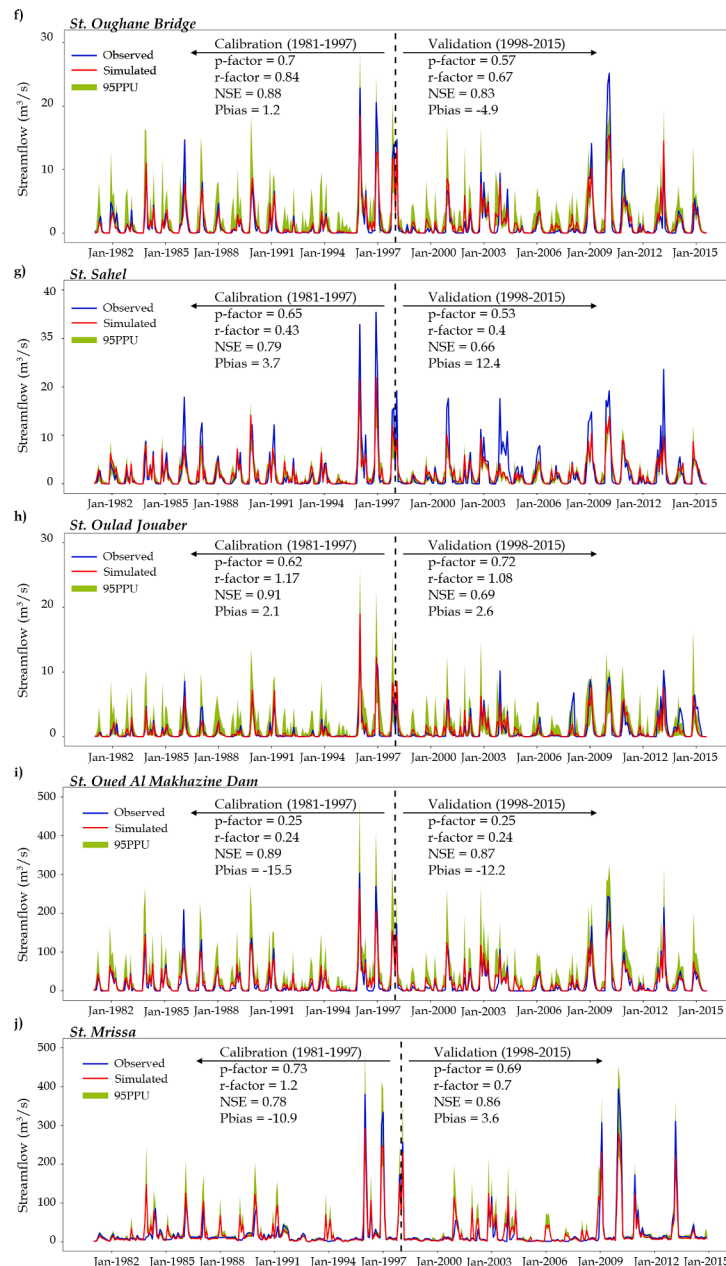 f)
St. Oughane Bridge
30
20
10
0
Streamflow (m³/s)
Observed
Simulated
95PPU
Calibration (1981-1997)
p-factor = 0.7
r-factor = 0.84
NSE = 0.88
Pbias = 1.2
Validation (1998-2015)
p-factor = 0.57
r-factor = 0.67
NSE = 0.83
Pbias = -4.9
Jan-1982 Jan-1985 Jan-1988 Jan-1991 Jan-1994 Jan-1997 Jan-2000 Jan-2003 Jan-2006 Jan-2009 Jan-2012 Jan-2015
g)
St. Sahel
40
35
20
10
0
Streamflow (m³/s)
Observed
Simulated
95PPU
Calibration (1981-1997)
p-factor = 0.65
r-factor = 0.43
NSE = 0.79
Pbias = 3.7
Validation (1998-2015)
p-factor = 0.53
r-factor = 0.4
NSE = 0.66
Pbias = 12.4
Jan-1982 Jan-1985 Jan-1988 Jan-1991 Jan-1994 Jan-1997 Jan-2000 Jan-2003 Jan-2006 Jan-2009 Jan-2012 Jan-2015
h)
St. Oulad Jouaber
30
20
10
0
Streamflow (m³/s)
Observed
Simulated
95PPU
Calibration (1981-1997)
p-factor = 0.62
r-factor = 1.17
NSE = 0.91
Pbias = 2.1
Validation (1998-2015)
p-factor = 0.72
r-factor = 1.08
NSE = 0.69
Pbias = 2.6
Jan-1982 Jan-1985 Jan-1988 Jan-1991 Jan-1994 Jan-1997 Jan-2000 Jan-2003 Jan-2006 Jan-2009 Jan-2012 Jan-2015
i)
St. Oued Al Makhazine Dam
500
400
300
200
100
0
Streamflow (m³/s)
Observed
Simulated
95PPU
Calibration (1981-1997)
p-factor = 0.25
r-factor = 0.24
NSE = 0.89
Pbias = -15.5
Validation (1998-2015)
p-factor = 0.25
r-factor = 0.24
NSE = 0.87
Pbias = -12.2
Jan-1982 Jan-1985 Jan-1988 Jan-1991 Jan-1994 Jan-1997 Jan-2000 Jan-2003 Jan-2006 Jan-2009 Jan-2012 Jan-2015
j)
St. Mrissa
500
400
300
200
100
0
Streamflow (m³/s)
Observed
Simulated
95PPU
Calibration (1981-1997)
p-factor = 0.73
r-factor = 1.2
NSE = 0.78
Pbias = -10.9
Validation (1998-2015)
p-factor = 0.69
r-factor = 0.7
NSE = 0.86
Pbias = 3.6
Jan-1982 Jan-1985 Jan-1988 Jan-1991 Jan-1994 Jan-1997 Jan-2000 Jan-2003 Jan-2006 Jan-2009 Jan-2012 Jan-2015